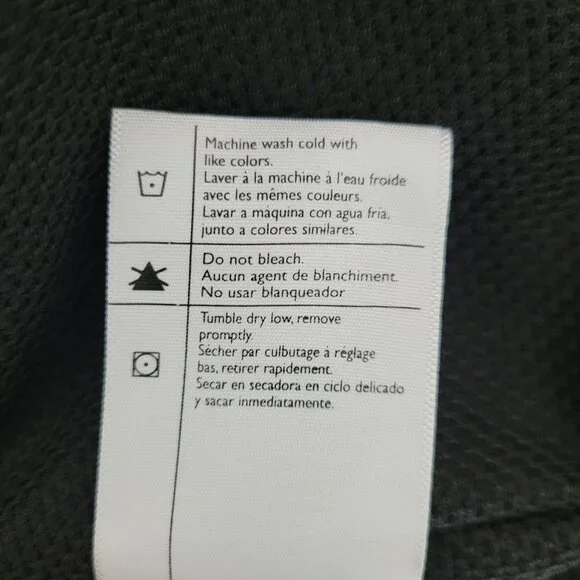 Machine wash cold with
like colors.
Laver à la machine à l'eau froide
avec les mêmes couleurs.
Lavar a máquina con agua fria,
junto a colores similares.
Do not bleach.
Aucun agent de blanchiment.
No usar blanqueador
Tumble dry low, remove
promptly.
Sécher par culbutage à réglage
bas, retirer rapidement.
Secar en secadora en ciclo delicado
y sacar inmediatamente.